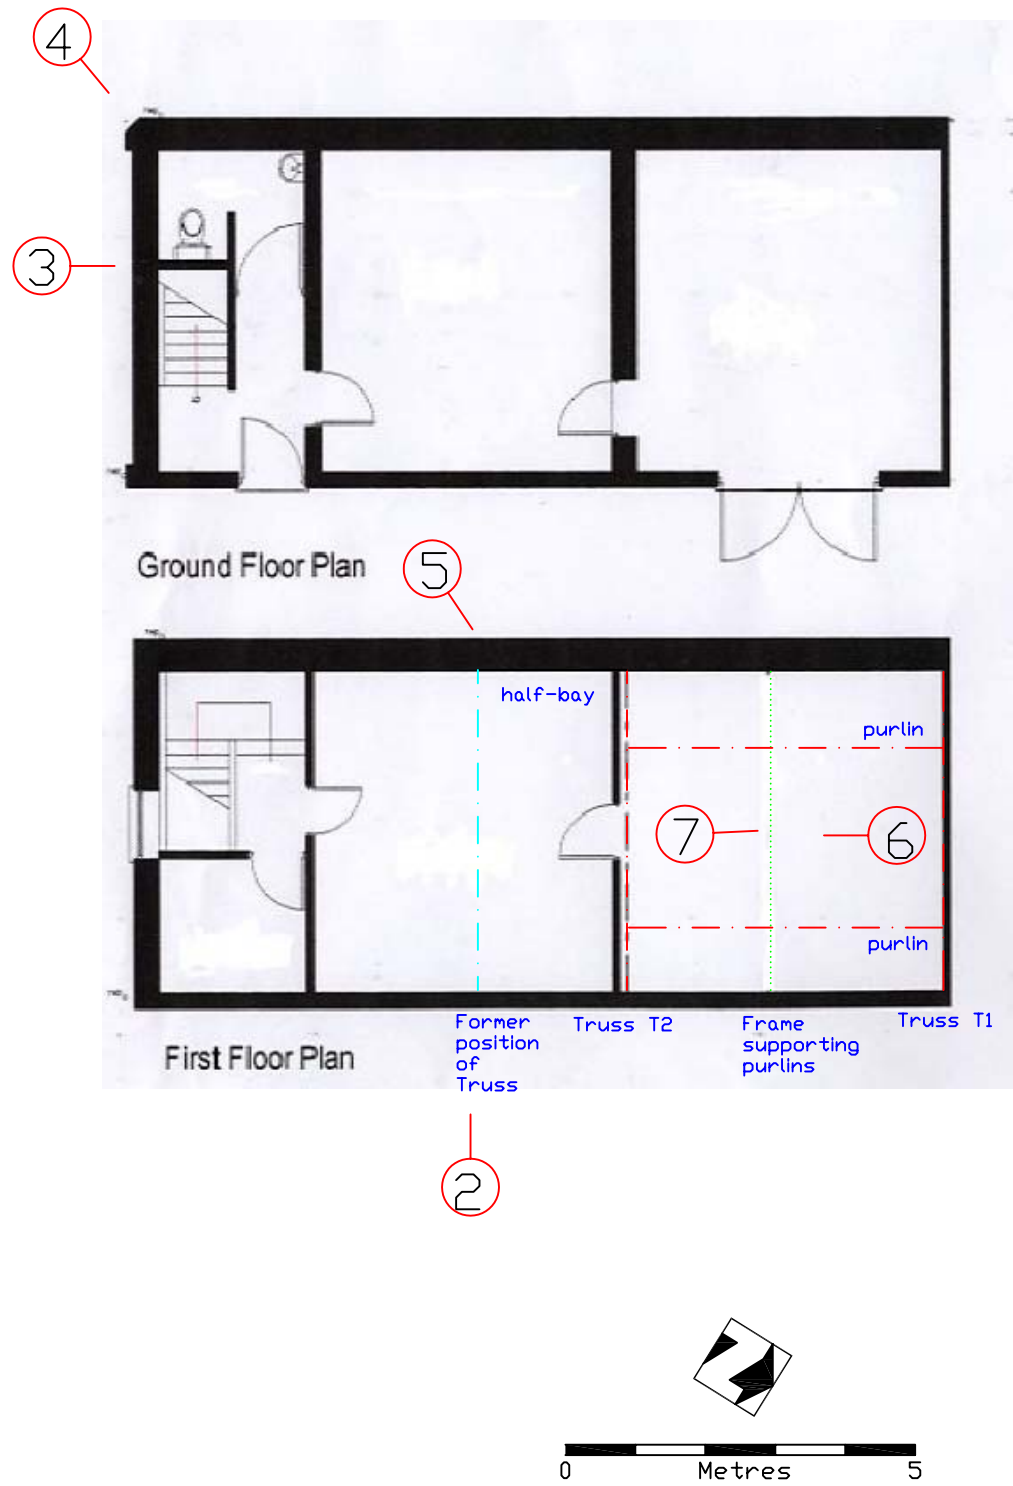 4
3
Ground Floor Plan
5
half-bay
purlin
7
6
purlin
Former
position
of
Truss
Truss T2
Frame
supporting
purlins
Truss T1
First Floor Plan
2
0
Metres
5